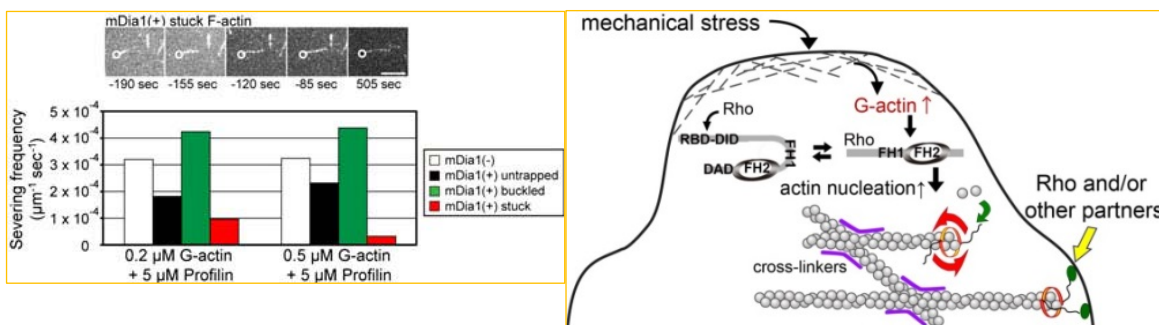 mDia1(+) stuck F-actin
-190 sec -155 sec -120 sec -85 sec 505 sec
Severing frequency
(μm⁻¹ sec⁻¹)
5 x 10⁻⁴
4 x 10⁻⁴
3 x 10⁻⁴
2 x 10⁻⁴
1 x 10⁻⁴
0
mDia1(-)
mDia1(+) untrapped
mDia1(+) buckled
mDia1(+) stuck
0.2 μM G-actin
+ 5 μM Profilin
0.5 μM G-actin
+ 5 μM Profilin
mechanical stress
G-actin ↑
Rho
RBD-DID
FH1
DAD
FH2
Rho
FH1
FH2
actin nucleation↑
Rho and/or
other partners
cross-linkers